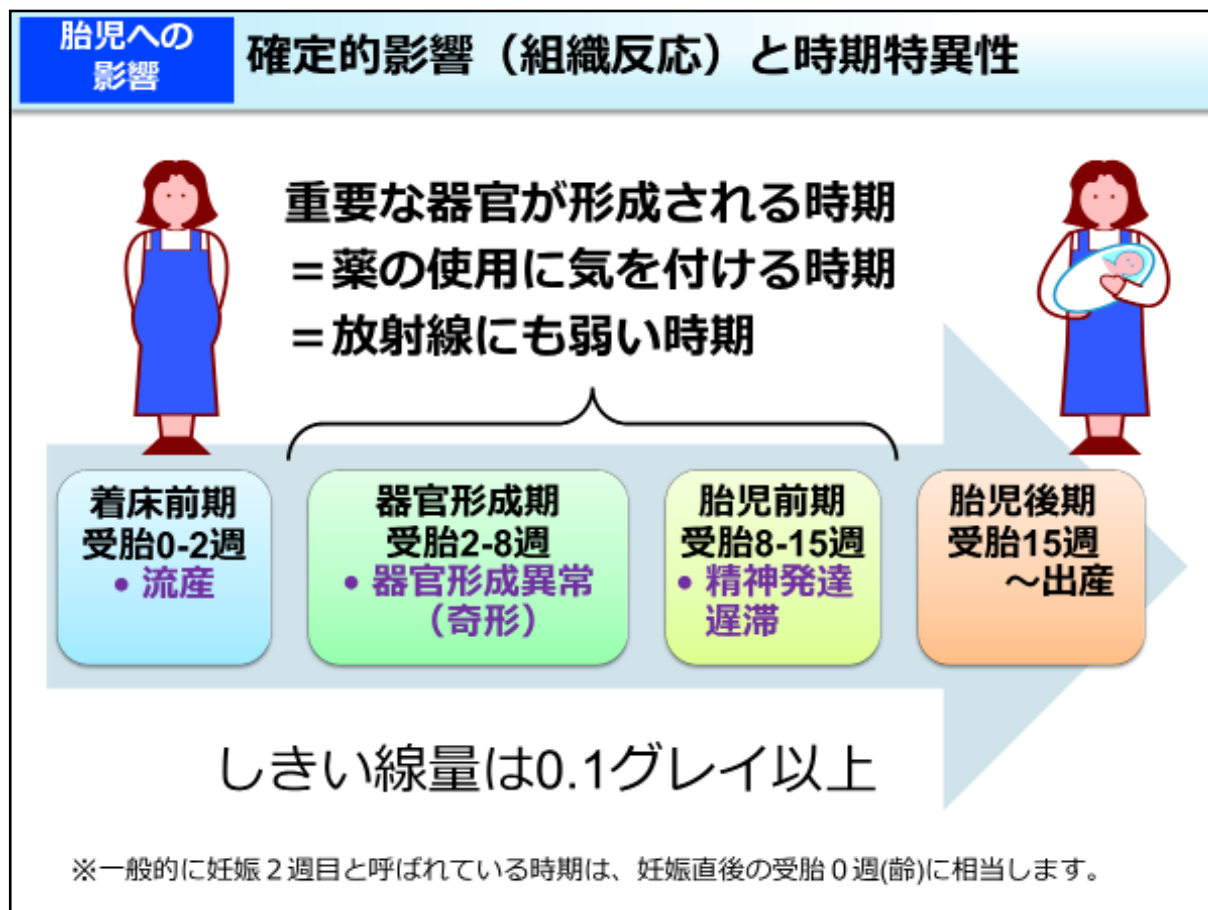 胎児への
影響
確定的影響（組織反応）と時期特異性
重要な器官が形成される時期
＝薬の使用に気を付ける時期
＝放射線にも弱い時期
着床前期
受胎0-2週
• 流産
器官形成期
受胎2-8週
• 器官形成異常
（奇形）
胎児前期
受胎8-15週
• 精神発達
遅滞
胎児後期
受胎15週
～出産
しきい線量は0.1グレイ以上
※一般的に妊娠２週目と呼ばれている時期は、妊娠直後の受胎０週(齢)に相当します。